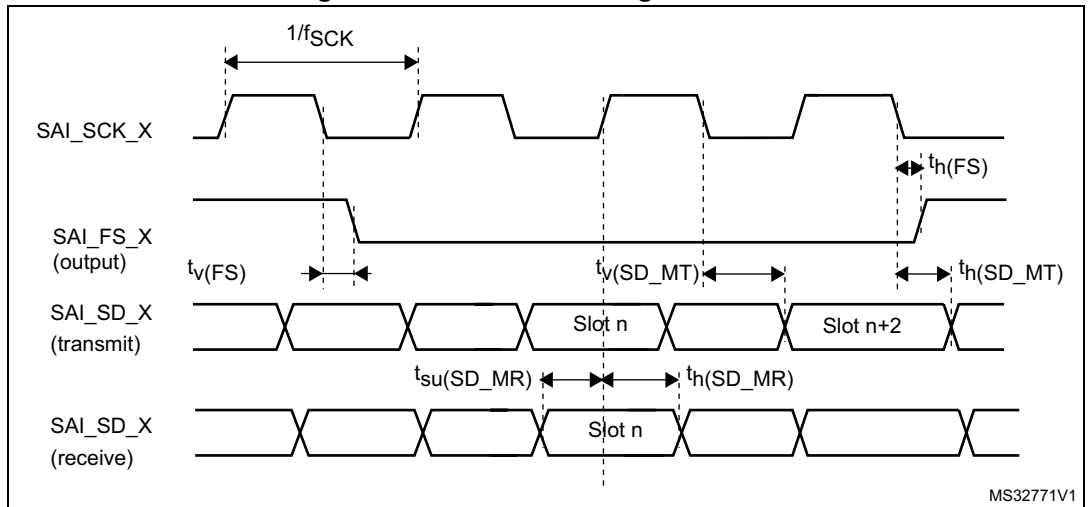 1/fSCK
SAI_SCK_X
th(FS)
SAI_FS_X
(output)
tv(FS)
tv(SD_MT)
th(SD_MT)
SAI_SD_X
(transmit)
Slot n
Slot n+2
tsu(SD_MR)
th(SD_MR)
SAI_SD_X
(receive)
Slot n
MS32771V1